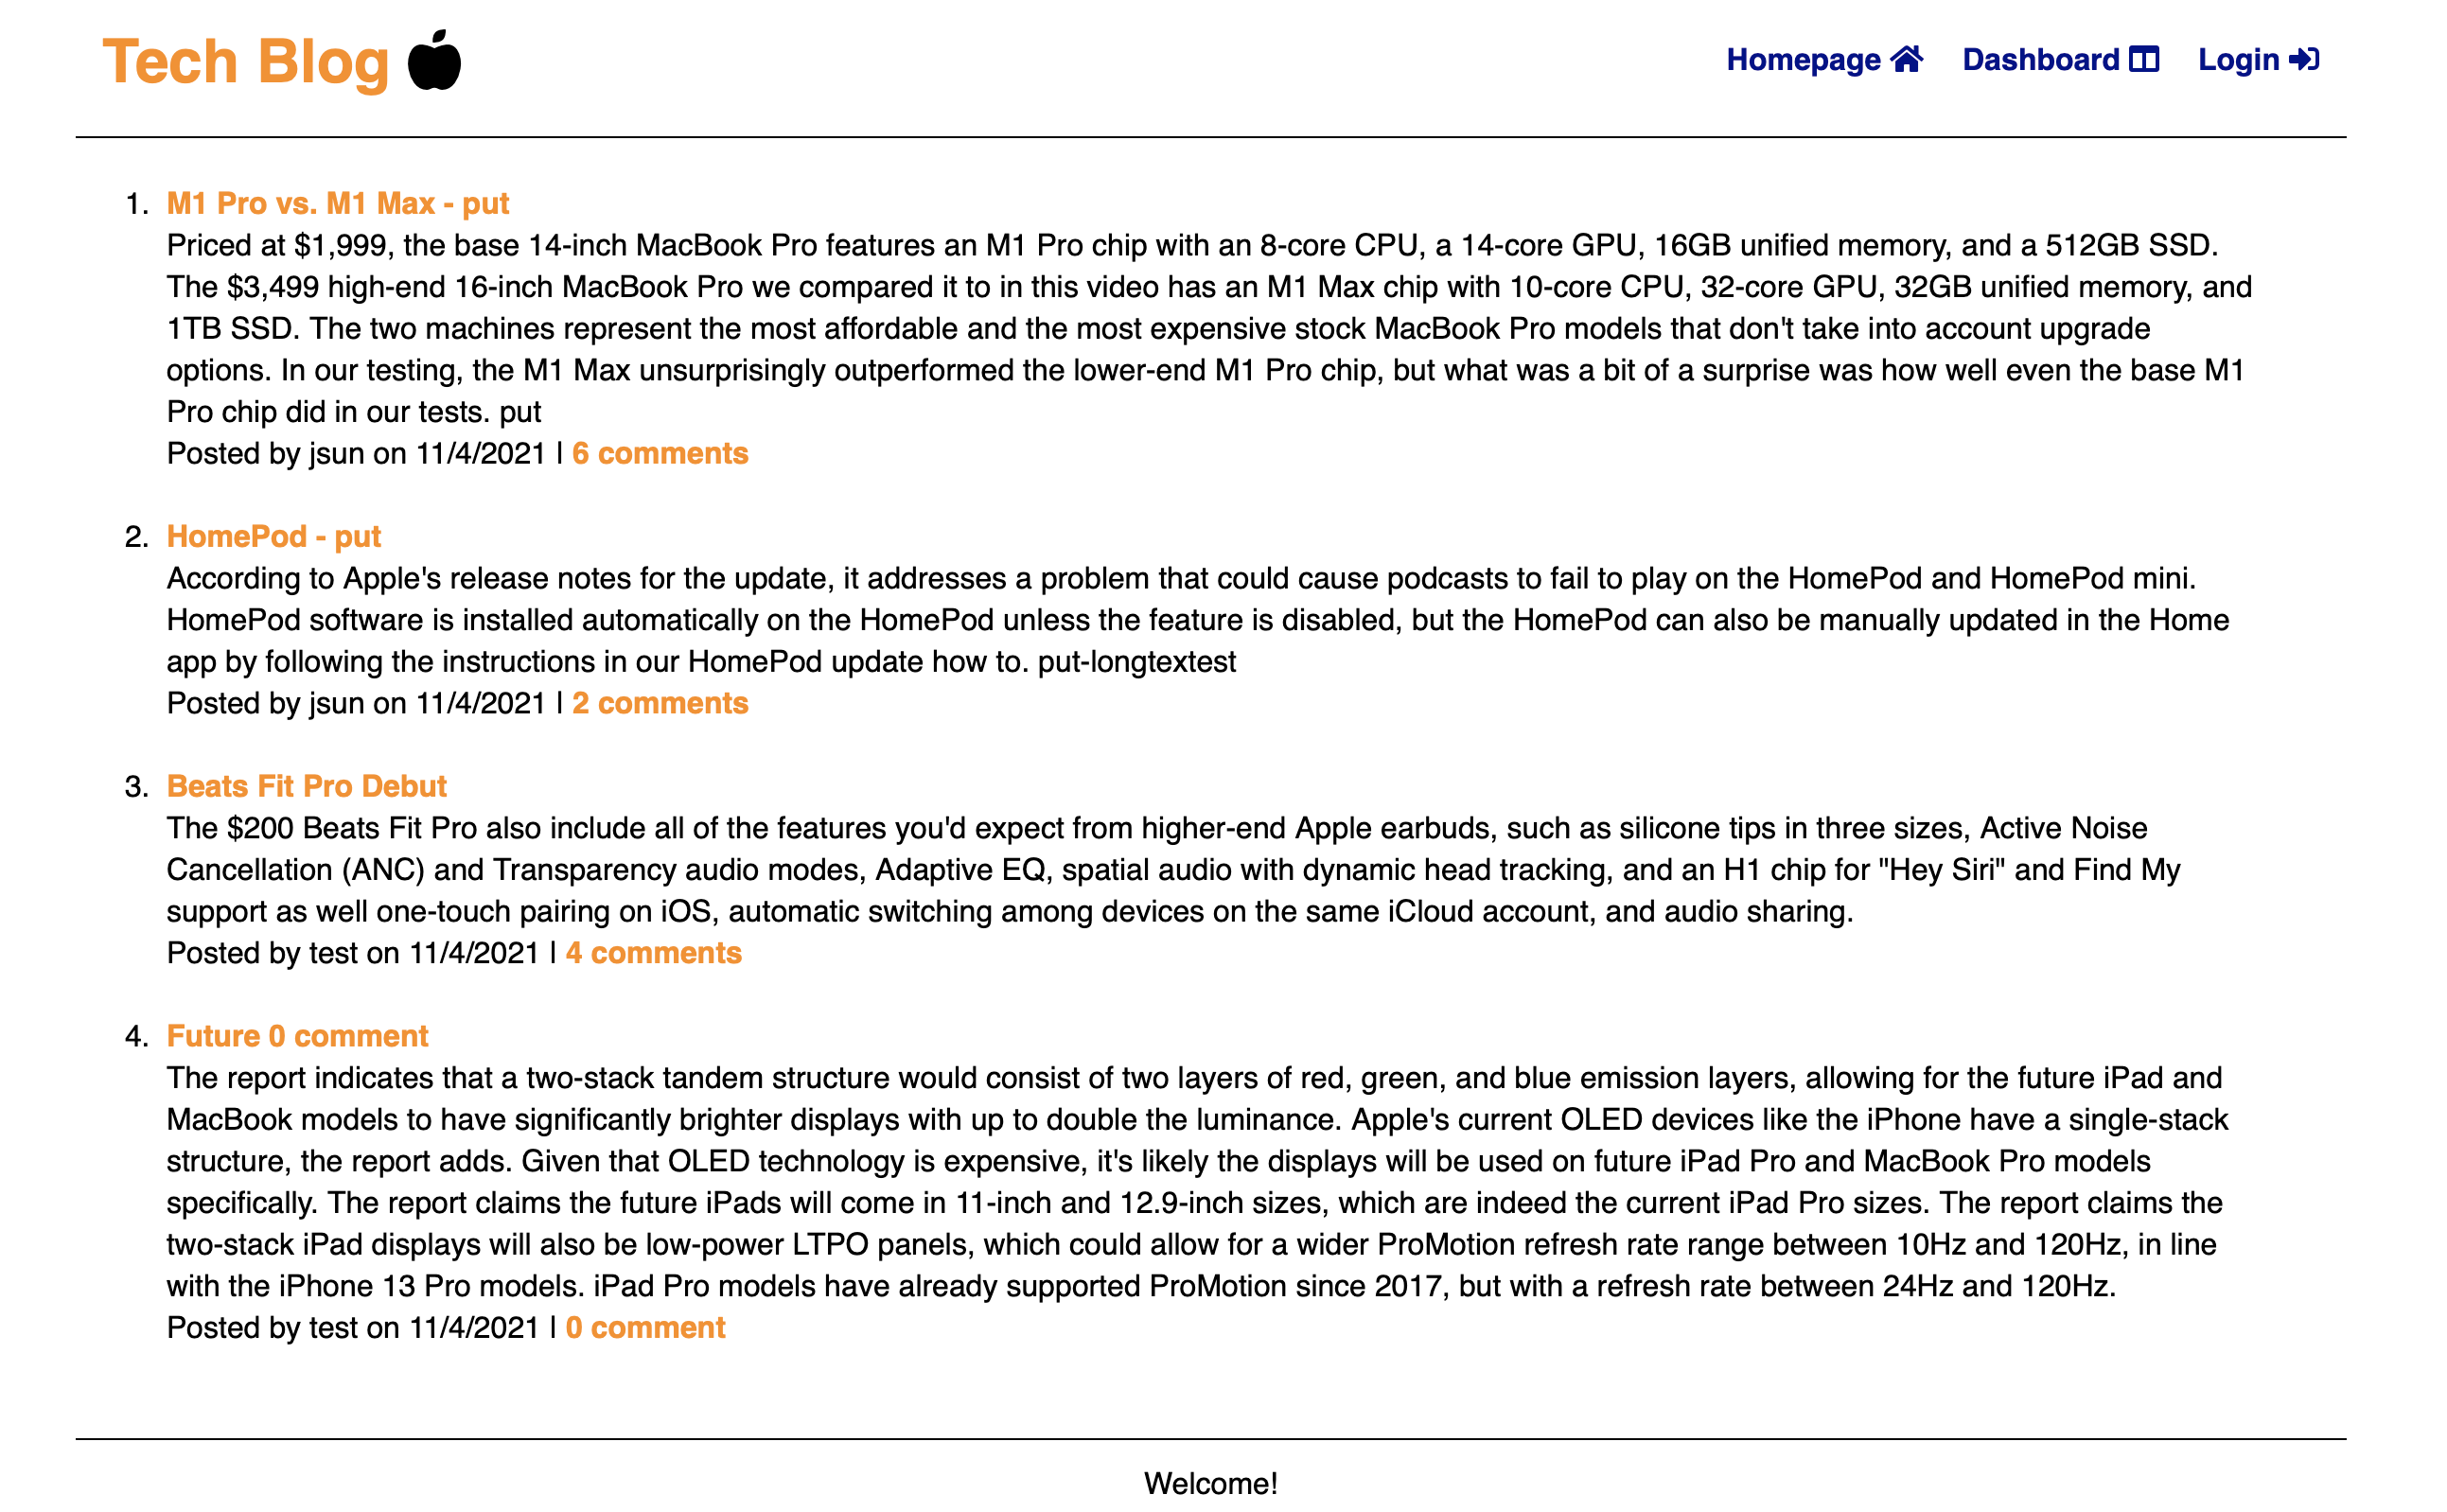 Tech Blog
Homepage Dashboard Login
1. M1 Pro vs. M1 Max - put
Priced at $1,999, the base 14-inch MacBook Pro features an M1 Pro chip with an 8-core CPU, a 14-core GPU, 16GB unified memory, and a 512GB SSD.
The $3,499 high-end 16-inch MacBook Pro we compared it to in this video has an M1 Max chip with 10-core CPU, 32-core GPU, 32GB unified memory, and
1TB SSD. The two machines represent the most affordable and the most expensive stock MacBook Pro models that don't take into account upgrade
options. In our testing, the M1 Max unsurprisingly outperformed the lower-end M1 Pro chip, but what was a bit of a surprise was how well even the base M1
Pro chip did in our tests. put
Posted by jsun on 11/4/2021 | 6 comments
2. HomePod - put
According to Apple's release notes for the update, it addresses a problem that could cause podcasts to fail to play on the HomePod and HomePod mini.
HomePod software is installed automatically on the HomePod unless the feature is disabled, but the HomePod can also be manually updated in the Home
app by following the instructions in our HomePod update how to. put-longtextest
Posted by jsun on 11/4/2021 | 2 comments
3. Beats Fit Pro Debut
The $200 Beats Fit Pro also include all of the features you'd expect from higher-end Apple earbuds, such as silicone tips in three sizes, Active Noise
Cancellation (ANC) and Transparency audio modes, Adaptive EQ, spatial audio with dynamic head tracking, and an H1 chip for "Hey Siri" and Find My
support as well one-touch pairing on iOS, automatic switching among devices on the same iCloud account, and audio sharing.
Posted by test on 11/4/2021 | 4 comments
4. Future 0 comment
The report indicates that a two-stack tandem structure would consist of two layers of red, green, and blue emission layers, allowing for the future iPad and
MacBook models to have significantly brighter displays with up to double the luminance. Apple's current OLED devices like the iPhone have a single-stack
structure, the report adds. Given that OLED technology is expensive, it's likely the displays will be used on future iPad Pro and MacBook Pro models
specifically. The report claims the future iPads will come in 11-inch and 12.9-inch sizes, which are indeed the current iPad Pro sizes. The report claims the
two-stack iPad displays will also be low-power LTPO panels, which could allow for a wider ProMotion refresh rate range between 10Hz and 120Hz, in line
with the iPhone 13 Pro models. iPad Pro models have already supported ProMotion since 2017, but with a refresh rate between 24Hz and 120Hz.
Posted by test on 11/4/2021 | 0 comment
Welcome!